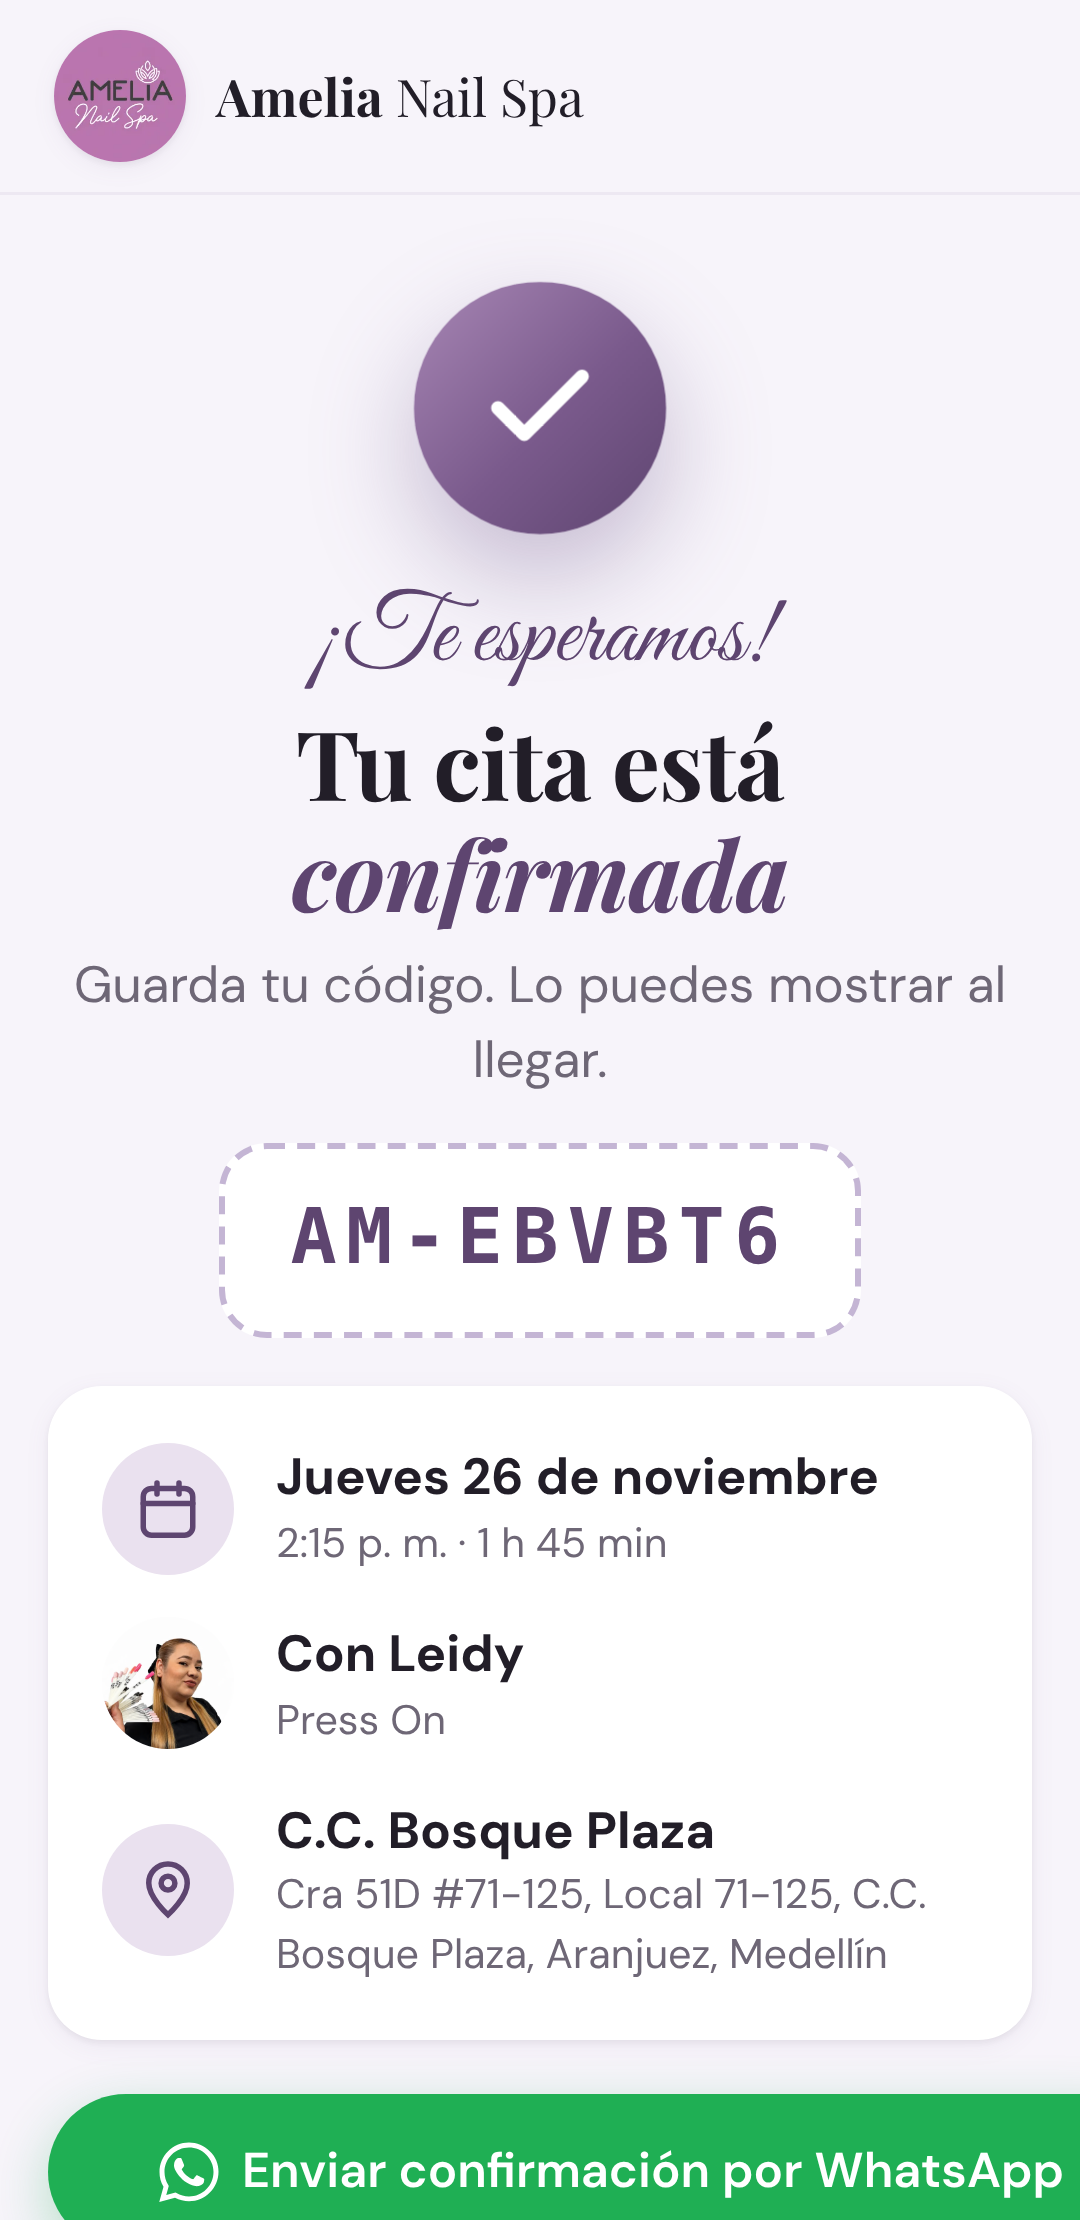 AMELIA
Nail Spa
Amelia Nail Spa
¡Te esperamos!
Tu cita está
confirmada
Guarda tu código. Lo puedes mostrar al
llegar.
AM-EBVBT6
Jueves 26 de noviembre
2:15 p. m. · 1 h 45 min
Con Leidy
Press On
C.C. Bosque Plaza
Cra 51D #71-125, Local 71-125, C.C.
Bosque Plaza, Aranjuez, Medellín
Enviar confirmación por WhatsApp